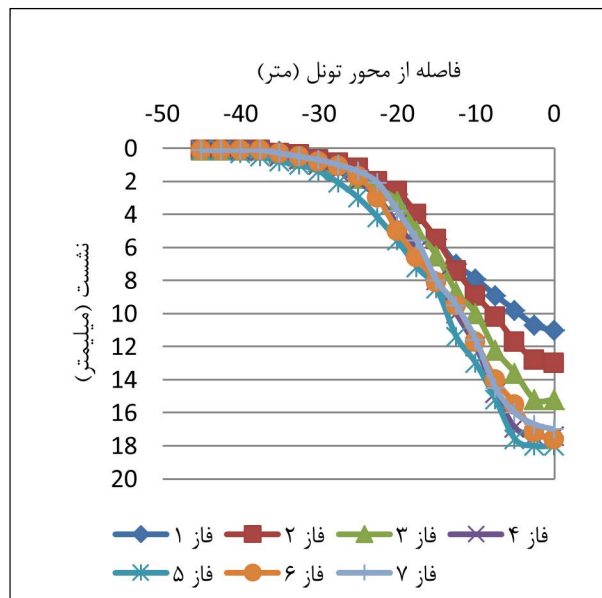 فاصله از محور تونل (متر)
-50 -40 -30 -20 -10 0
نشست (میلیمتر)
0
2
4
6
8
10
12
14
16
18
20
فاز ۱ فاز ۲ فاز ۳ فاز ۴
فاز ۵ فاز ۶ فاز ۷